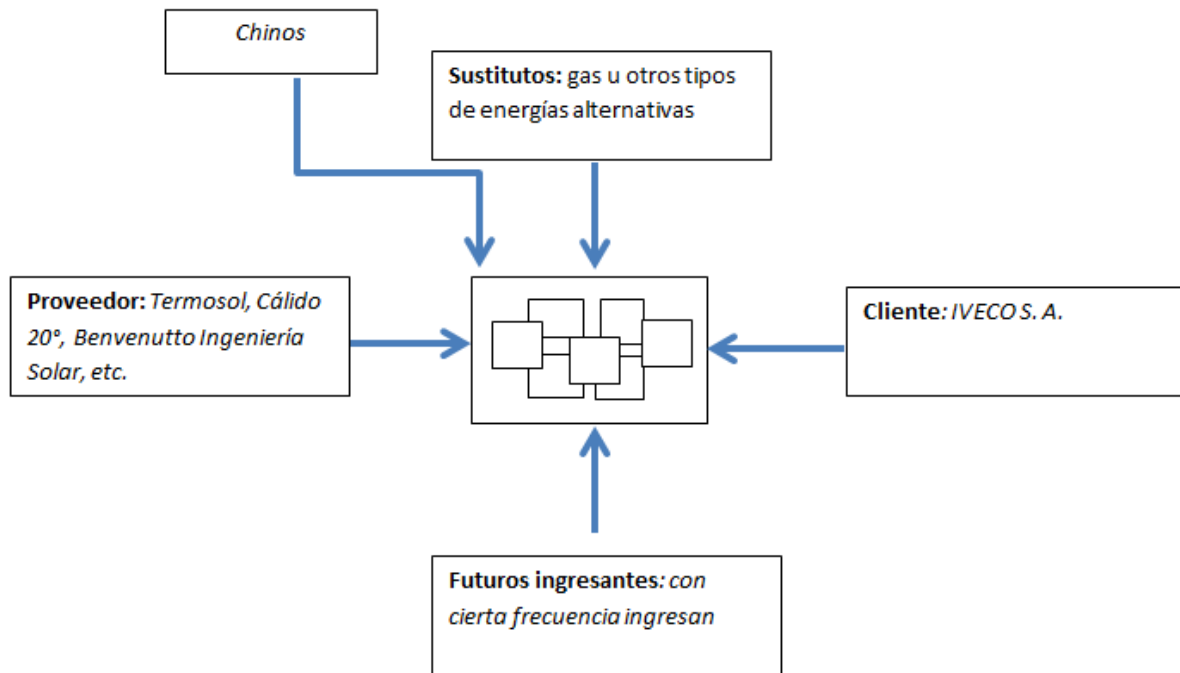 Chinos
Sustitutos: gas u otros tipos
de energías alternativas
Proveedor: Termosol, Cálido
20°, Benvenutto Ingeniería
Solar, etc.
Cliente: IVECO S. A.
Futuros ingresantes: con
cierta frecuencia ingresan